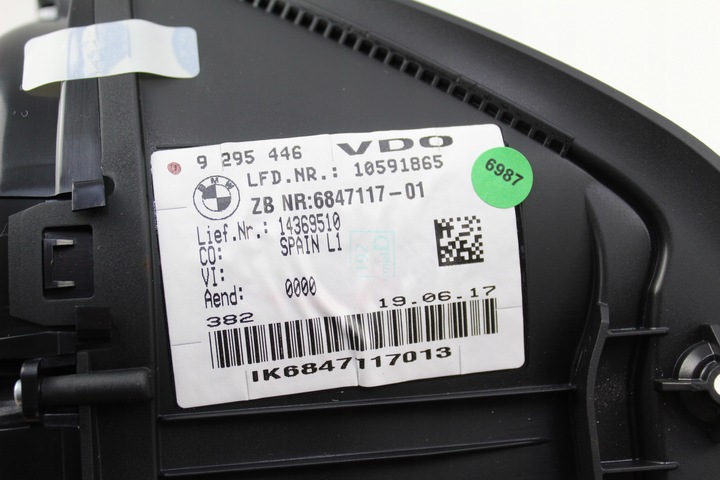 9 295 446 VDO
LFD.NR.: 10591865
6987
BMW
ZB NR:6847117-01
Lief.Nr.: 14369510
CO: SPAIN L1
VI:
Aend: 0000
382 19.06.17
IK6847117013